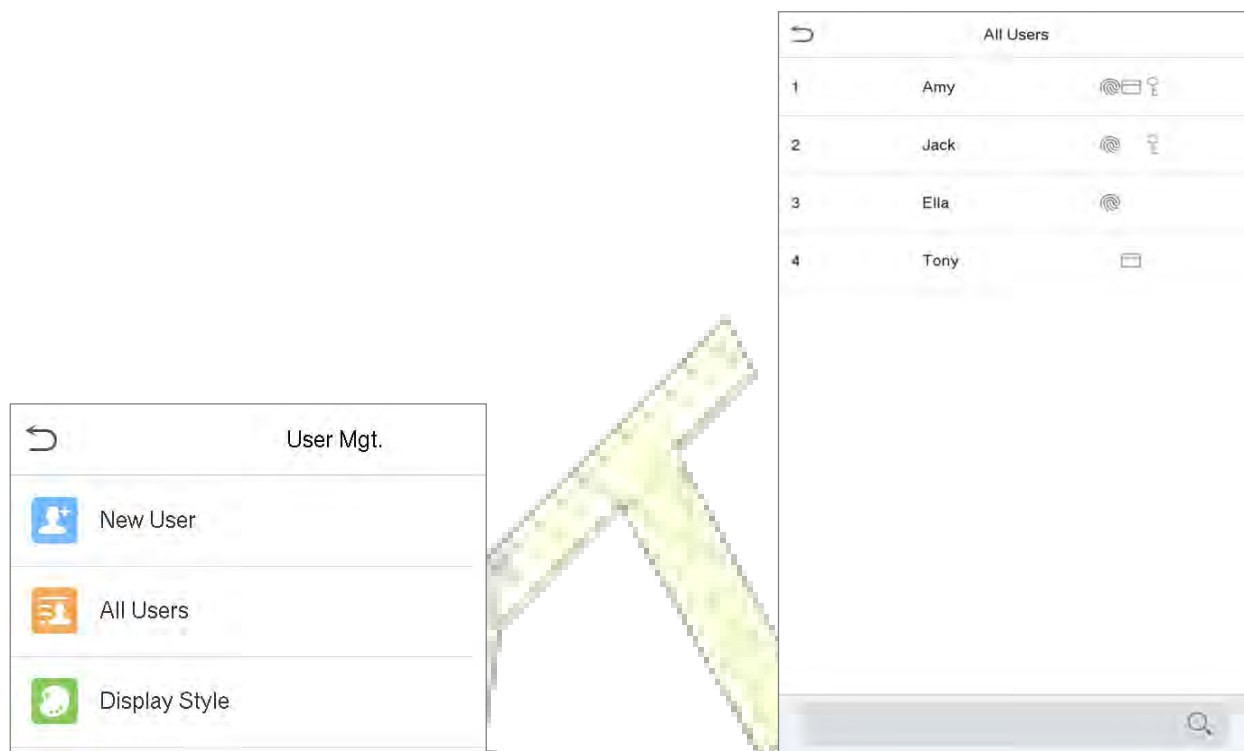 User Mgt.
New User
All Users
Display Style
All Users
1 Amy
2 Jack
3 Ella
4 Tony